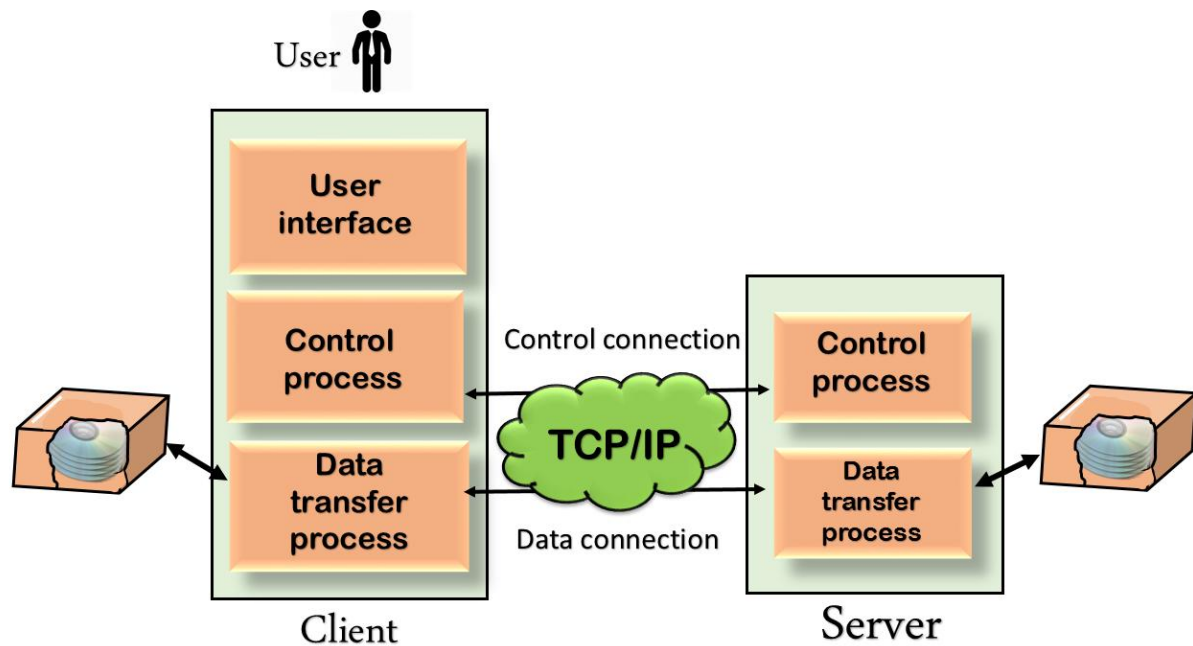 User
User
interface
Control
process
Data
transfer
process
Client
Control connection
TCP/IP
Data connection
Control
process
Data
transfer
process
Server